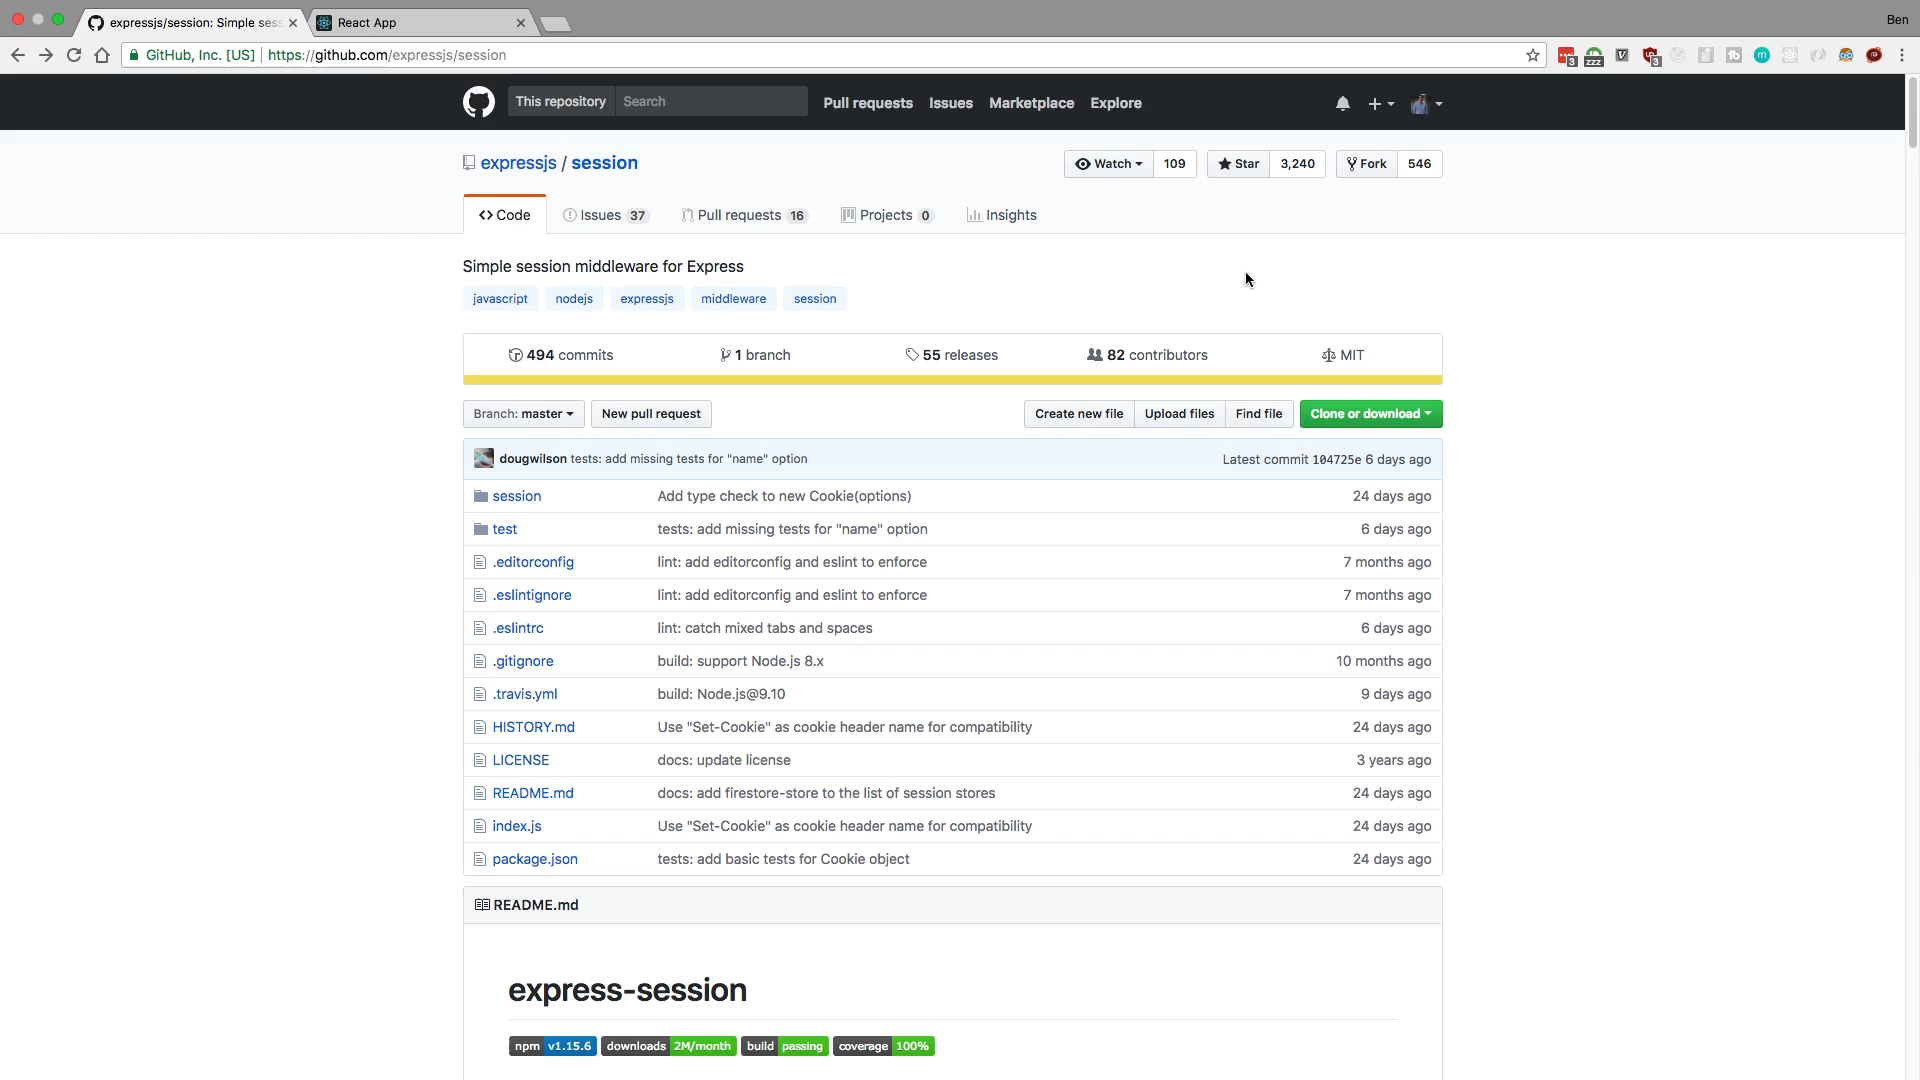 expressjs/session: Simple sess
React App
Ben
GitHub, Inc. [US] https://github.com/expressjs/session
3 zzz 3
This repository Search Pull requests Issues Marketplace Explore
expressjs / session
Watch 109 Star 3,240 Fork 546
Code Issues 37 Pull requests 16 Projects 0 Insights
Simple session middleware for Express
javascript nodejs expressjs middleware session
494 commits 1 branch 55 releases 82 contributors MIT
Branch: master New pull request Create new file Upload files Find file Clone or download
dougwilson tests: add missing tests for "name" option Latest commit 104725e 6 days ago
session Add type check to new Cookie(options) 24 days ago
test tests: add missing tests for "name" option 6 days ago
.editorconfig lint: add editorconfig and eslint to enforce 7 months ago
.eslintignore lint: add editorconfig and eslint to enforce 7 months ago
.eslintrc lint: catch mixed tabs and spaces 6 days ago
.gitignore build: support Node.js 8.x 10 months ago
.travis.yml build: Node.js@9.10 9 days ago
HISTORY.md Use "Set-Cookie" as cookie header name for compatibility 24 days ago
LICENSE docs: update license 3 years ago
README.md docs: add firestore-store to the list of session stores 24 days ago
index.js Use "Set-Cookie" as cookie header name for compatibility 24 days ago
package.json tests: add basic tests for Cookie object 24 days ago
README.md
express-session
npm v1.15.6 downloads 2M/month build passing coverage 100%